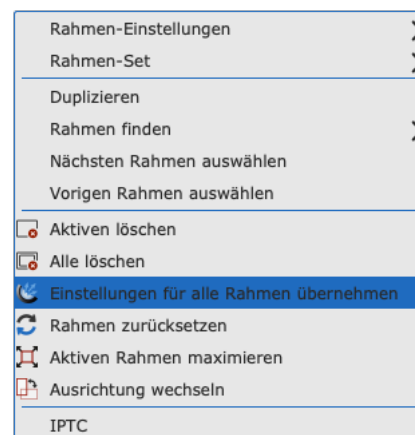 Rahmen-Einstellungen
Rahmen-Set
Duplizieren
Rahmen finden
Nächsten Rahmen auswählen
Vorigen Rahmen auswählen
Aktiven löschen
Alle löschen
Einstellungen für alle Rahmen übernehmen
Rahmen zurücksetzen
Aktiven Rahmen maximieren
Ausrichtung wechseln
IPTC